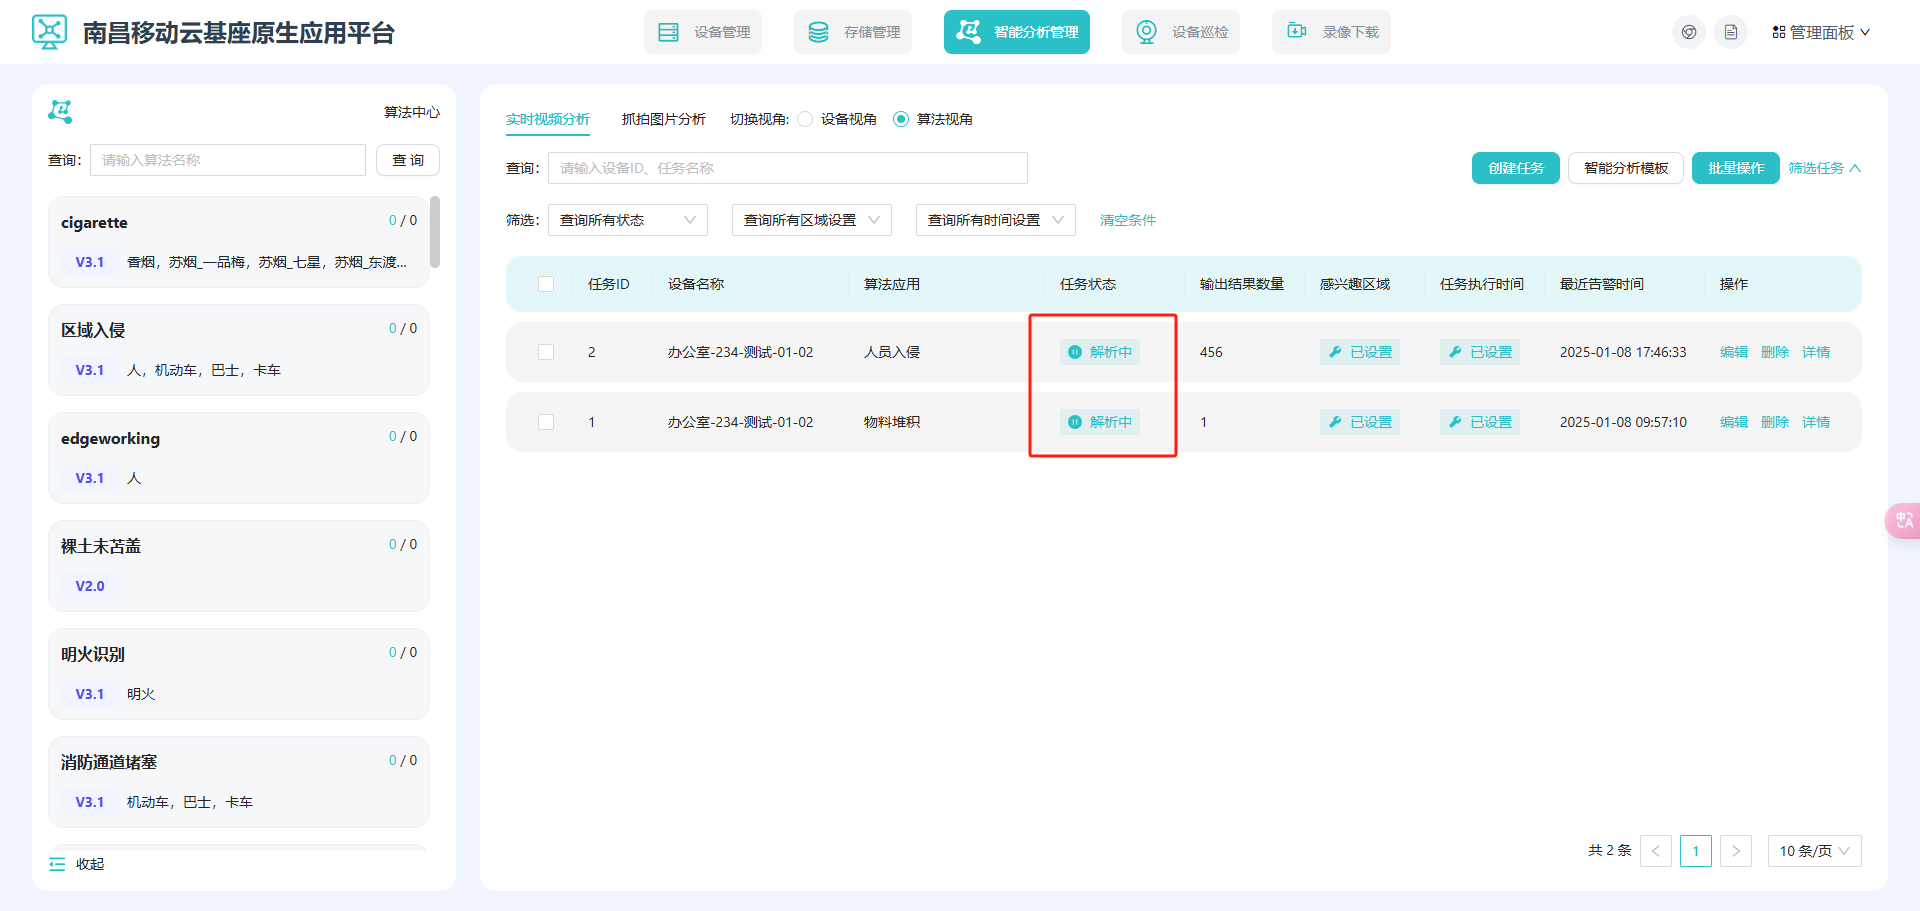 南昌移动云基座原生应用平台
设备管理
存储管理
智能分析管理
设备巡检
录像下载
管理面板
算法中心
查询:
请输入算法名称
查 询
cigarette
0 / 0
V3.1
香烟，苏烟_一品梅，苏烟_七星，苏烟_东渡...
区域入侵
0 / 0
V3.1
人，机动车，巴士，卡车
edgeworking
0 / 0
V3.1
人
裸土未苫盖
0 / 0
V2.0
明火识别
0 / 0
V3.1
明火
消防通道堵塞
0 / 0
V3.1
机动车，巴士，卡车
收起
实时视频分析
抓拍图片分析
切换视角:
设备视角
算法视角
查询:
请输入设备ID、任务名称
创建任务
智能分析模板
批量操作
筛选任务
筛选:
查询所有状态
查询所有区域设置
查询所有时间设置
清空条件
任务ID 设备名称 算法应用 任务状态 输出结果数量 感兴趣区域 任务执行时间 最近告警时间 操作
2 办公室-234-测试-01-02 人员入侵 解析中 456 已设置 已设置 2025-01-08 17:46:33 编辑 删除 详情
1 办公室-234-测试-01-02 物料堆积 解析中 1 已设置 已设置 2025-01-08 09:57:10 编辑 删除 详情
共 2 条
1
10 条/页
中A